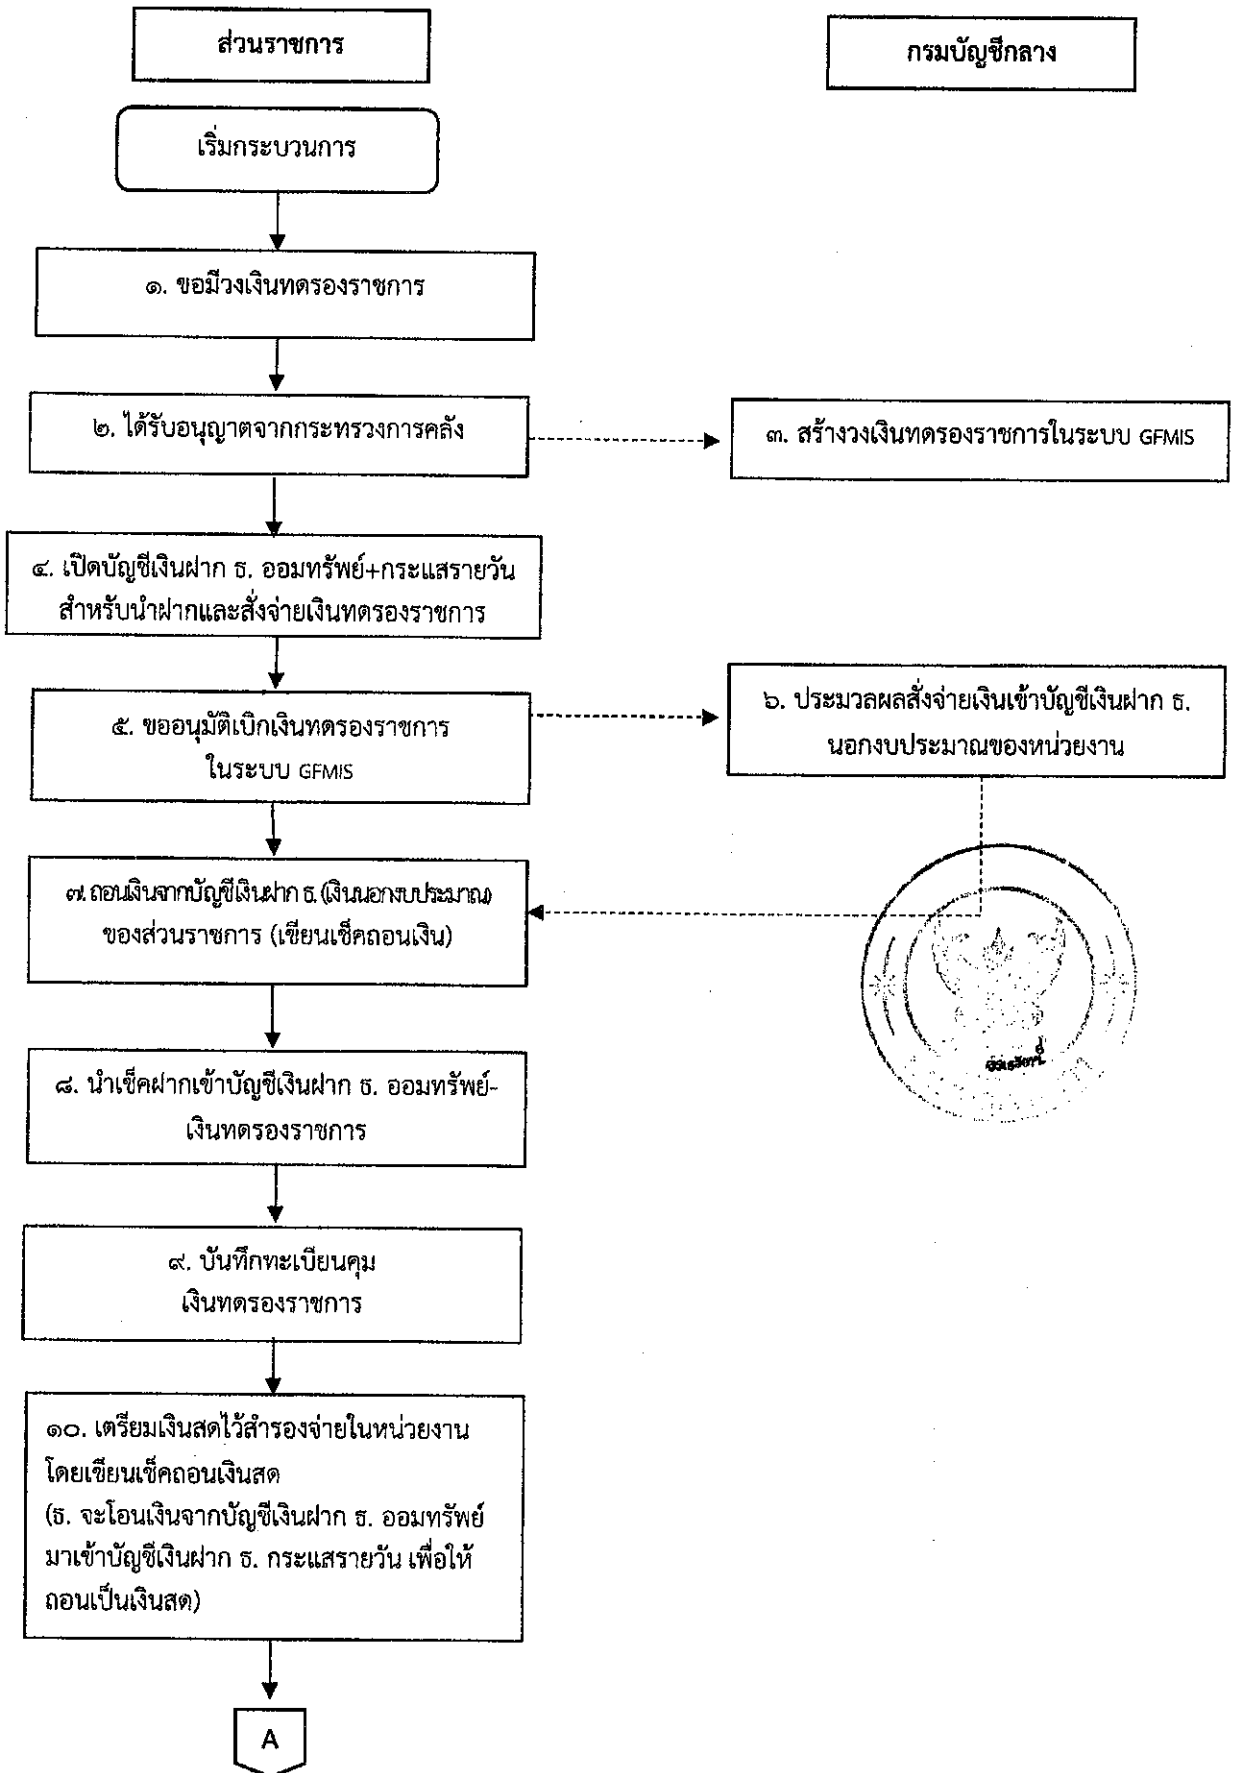 ส่วนราชการ
กรมบัญชีกลาง
เริ่มกระบวนการ
๑. ขอมีวงเงินทดรองราชการ
๒. ได้รับอนุญาตจากกระทรวงการคลัง
๓. สร้างวงเงินทดรองราชการในระบบ GFMIS
๔. เปิดบัญชีเงินฝาก ธ. ออมทรัพย์+กระแสรายวัน
สำหรับนำฝากและสั่งจ่ายเงินทดรองราชการ
๕. ขออนุมัติเบิกเงินทดรองราชการ
ในระบบ GFMIS
๖. ประมวลผลสั่งจ่ายเงินเข้าบัญชีเงินฝาก ธ.
นอกงบประมาณของหน่วยงาน
๗. ถอนเงินจากบัญชีเงินฝาก ธ. (เงินนอกงบประมาณ)
ของส่วนราชการ (เขียนเช็คถอนเงิน)
๘. นำเช็คฝากเข้าบัญชีเงินฝาก ธ. ออมทรัพย์-
เงินทดรองราชการ
๙. บันทึกทะเบียนคุม
เงินทดรองราชการ
๑๐. เตรียมเงินสดไว้สำรองจ่ายในหน่วยงาน
โดยเขียนเช็คถอนเงินสด
(ธ. จะโอนเงินจากบัญชีเงินฝาก ธ. ออมทรัพย์
มาเข้าบัญชีเงินฝาก ธ. กระแสรายวัน เพื่อให้
ถอนเป็นเงินสด)
A